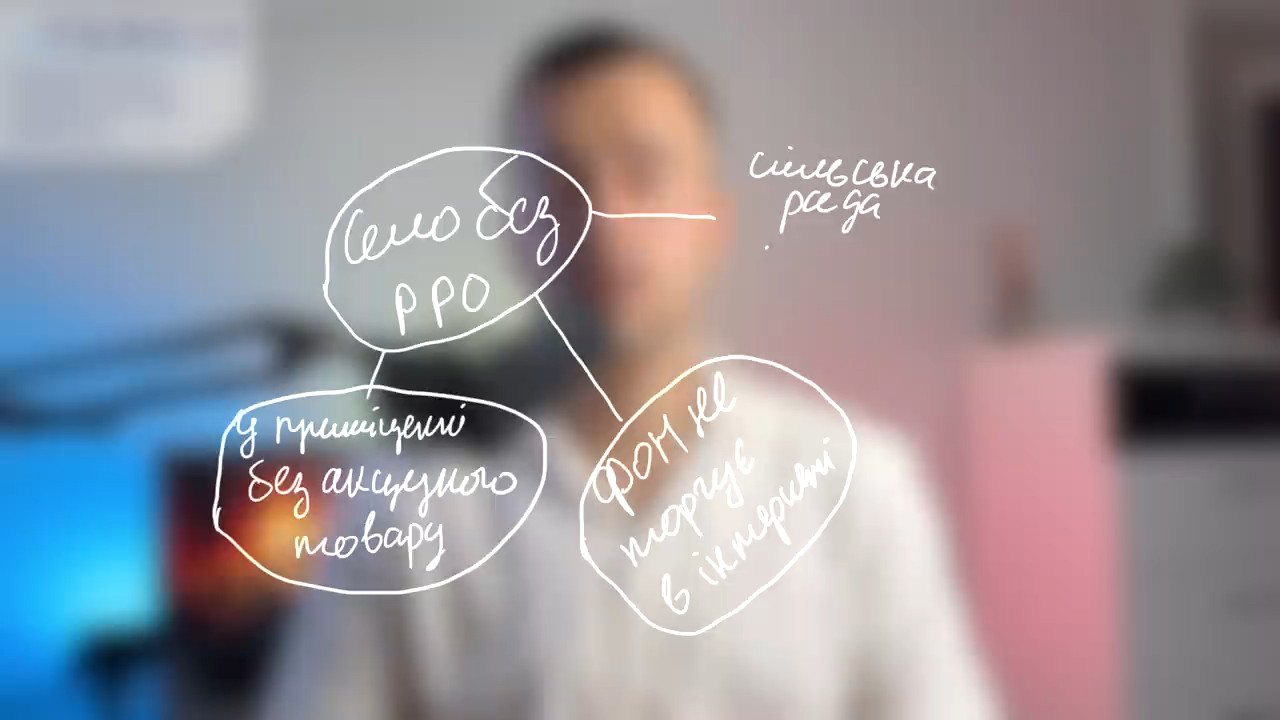 село без
РРО
сільська
рада
у приміщенні
без акцизного
товару
ФОП не
торгує
в інтернеті